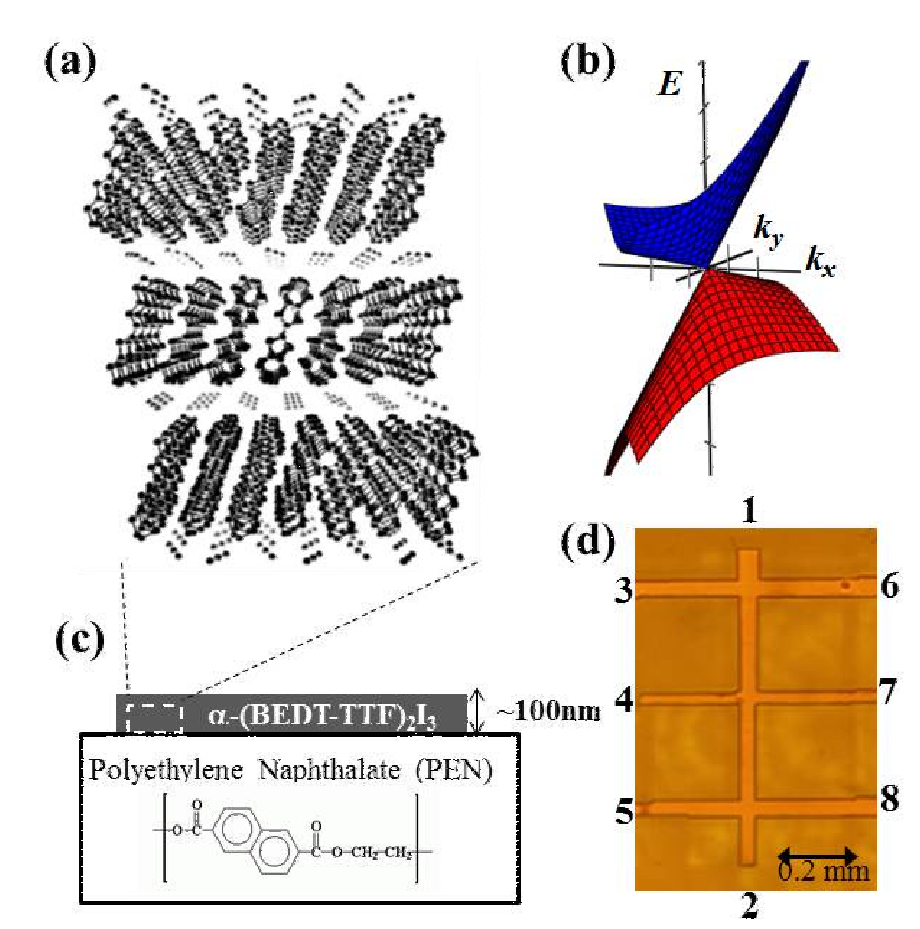 (a)
(b)
E
k_y
k_x
(c)
α-(BEDT-TTF)₂I₃
~100nm
Polyethylene Naphthalate (PEN)
O
O
O C
C O-CH₂-CH₂
(d)
1
3
6
4
7
5
8
0.2 mm
2